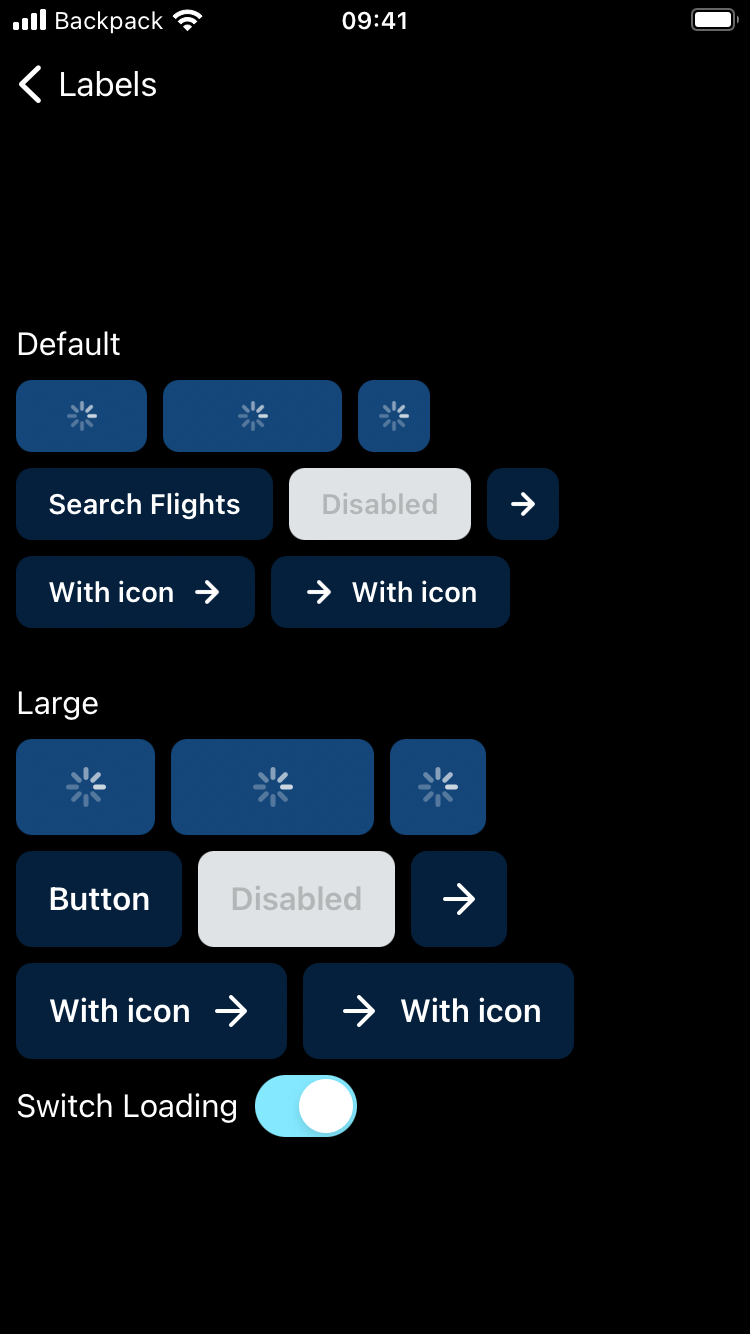 Backpack 09:41
Labels
Default
Search Flights Disabled
With icon With icon
Large
Button Disabled
With icon With icon
Switch Loading